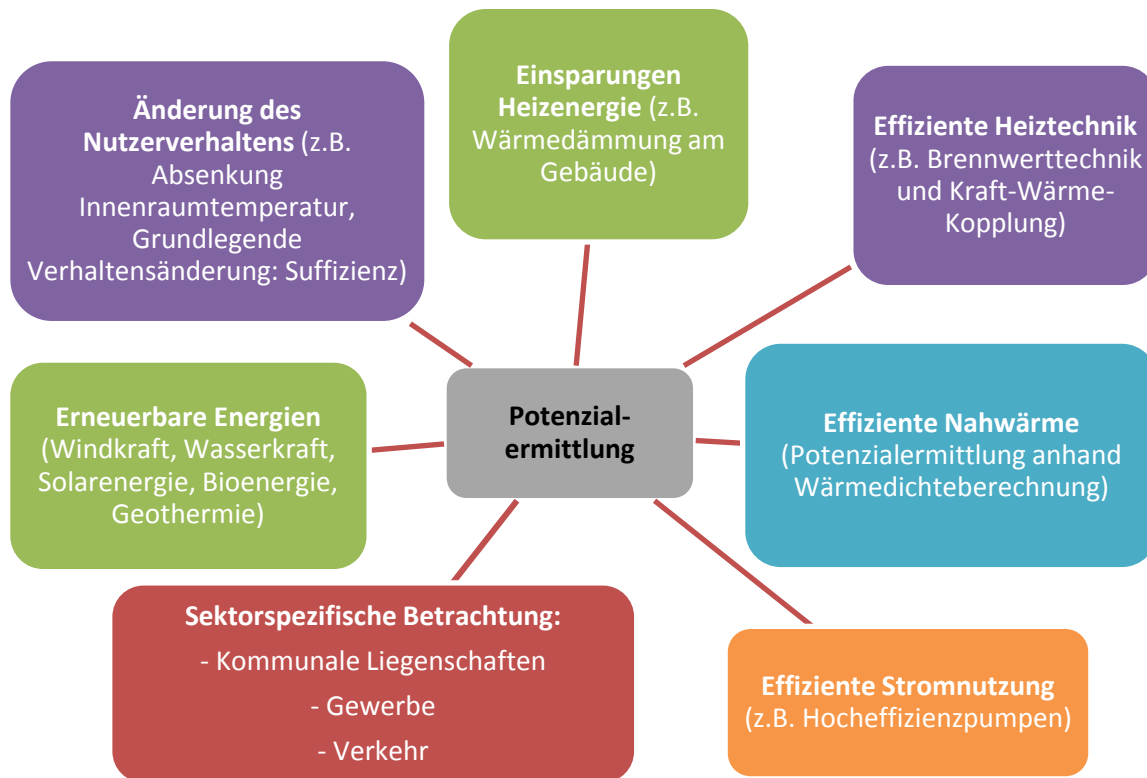 Änderung des
Nutzerverhaltens (z.B.
Absenkung
Innenraumtemperatur,
Grundlegende
Verhaltensänderung: Suffizienz)
Einsparungen
Heizenergie (z.B.
Wärmedämmung am
Gebäude)
Effiziente Heiztechnik
(z.B. Brennwerttechnik
und Kraft-Wärme-
Kopplung)
Erneuerbare Energien
(Windkraft, Wasserkraft,
Solarenergie, Bioenergie,
Geothermie)
Potenzial-
ermittlung
Effiziente Nahwärme
(Potenzialermittlung anhand
Wärmedichteberechnung)
Sektorspezifische Betrachtung:
- Kommunale Liegenschaften
- Gewerbe
- Verkehr
Effiziente Stromnutzung
(z.B. Hocheffizienzpumpen)